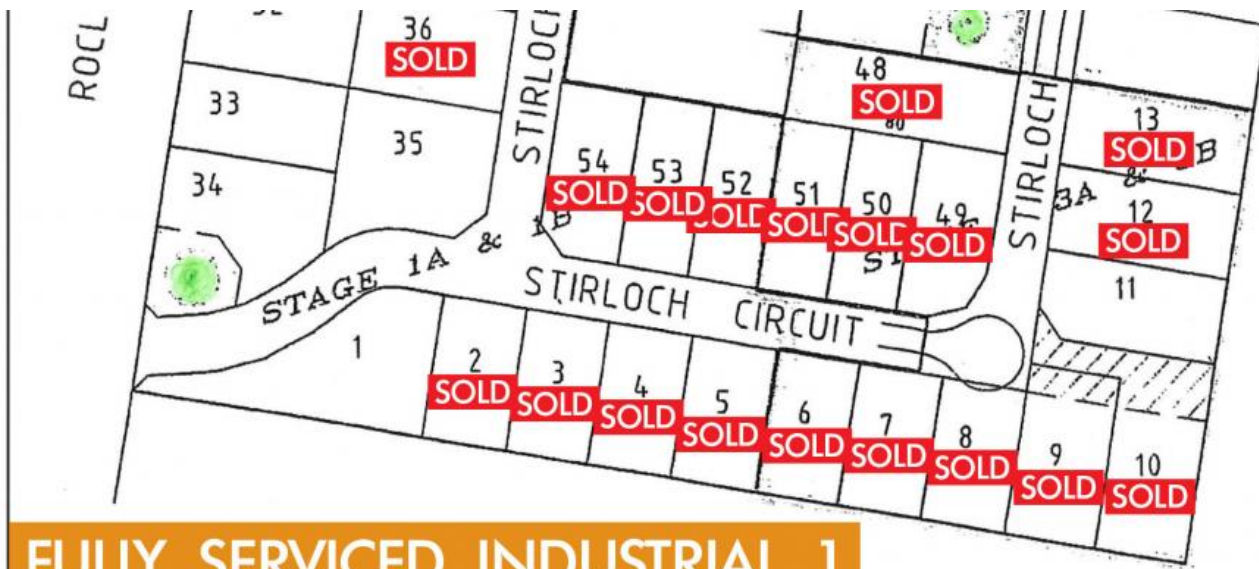 ROCL
36
SOLD
STIRLOCH
48
SOLD
33
35
34
54
SOLD
53
SOLD
52
SOLD
51
SOLD
50
SOLD
49
SOLD
STIRLOCH
13
SOLD
3A & B
12
SOLD
11
STAGE 1A & 1B
STIRLOCH CIRCUIT
1
2
SOLD
3
SOLD
4
SOLD
5
SOLD
6
SOLD
7
SOLD
8
SOLD
9
SOLD
10
SOLD
FULLY SERVICED INDUSTRIAL 1